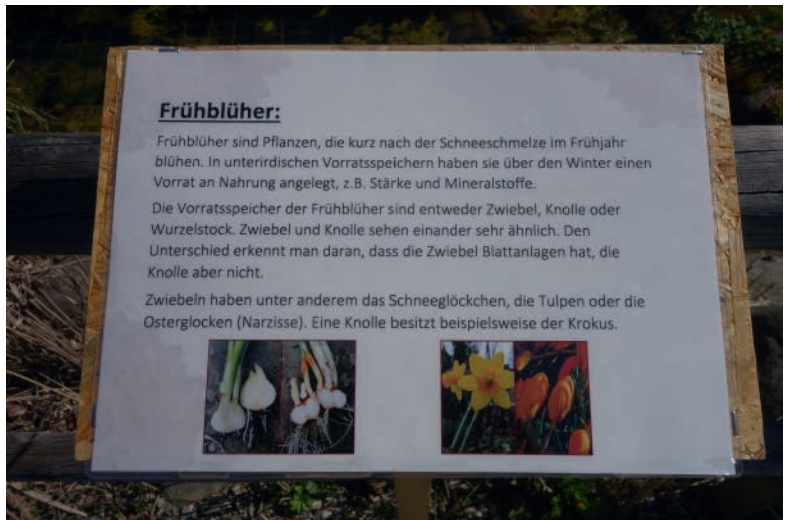 Frühblüher:
Frühblüher sind Pflanzen, die kurz nach der Schneeschmelze im Frühjahr
blühen. In unterirdischen Vorratsspeichern haben sie über den Winter einen
Vorrat an Nahrung angelegt, z.B. Stärke und Mineralstoffe.
Die Vorratsspeicher der Frühblüher sind entweder Zwiebel, Knolle oder
Wurzelstock. Zwiebel und Knolle sehen einander sehr ähnlich. Den
Unterschied erkennt man daran, dass die Zwiebel Blattanlagen hat, die
Knolle aber nicht.
Zwiebeln haben unter anderem das Schneeglöckchen, die Tulpen oder die
Osterglocken (Narzisse). Eine Knolle besitzt beispielsweise der Krokus.